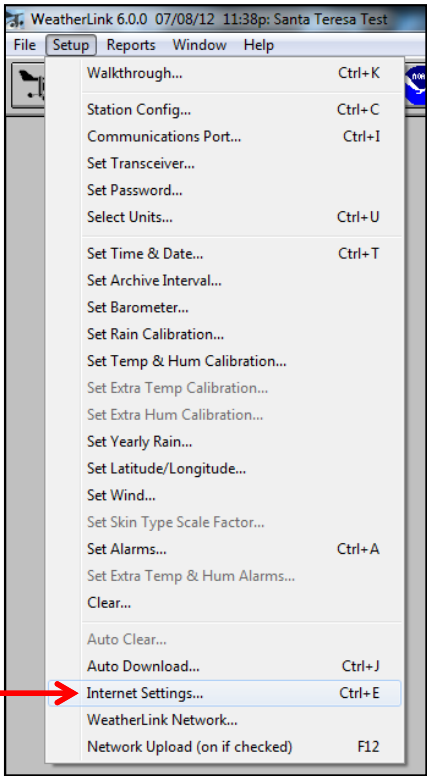 WeatherLink 6.0.0 07/08/12 11:38p: Santa Teresa Test
File Setup Reports Window Help
Walkthrough... Ctrl+K
Station Config... Ctrl+C
Communications Port... Ctrl+I
Set Transceiver...
Set Password...
Select Units... Ctrl+U
Set Time & Date... Ctrl+T
Set Archive Interval...
Set Barometer...
Set Rain Calibration...
Set Temp & Hum Calibration...
Set Extra Temp Calibration...
Set Extra Hum Calibration...
Set Yearly Rain...
Set Latitude/Longitude...
Set Wind...
Set Skin Type Scale Factor...
Set Alarms... Ctrl+A
Set Extra Temp & Hum Alarms...
Clear...
Auto Clear...
Auto Download... Ctrl+J
Internet Settings... Ctrl+E
WeatherLink Network...
Network Upload (on if checked) F12